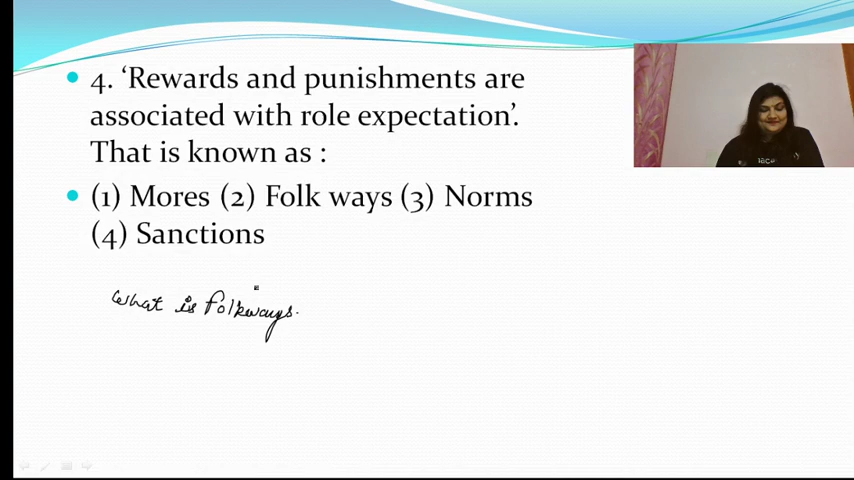 • 4. ‘Rewards and punishments are
associated with role expectation’.
That is known as :
• (1) Mores (2) Folk ways (3) Norms
(4) Sanctions
What is folkways.